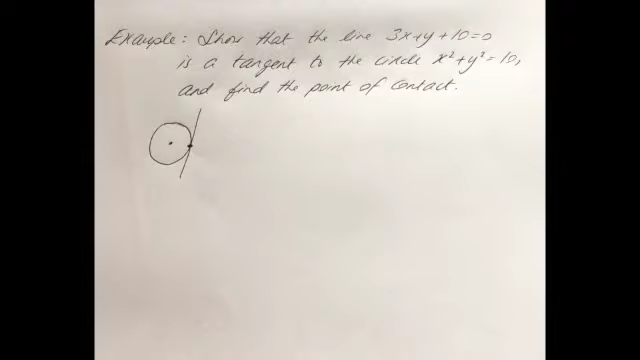 Example: Show that the line 3x+y+10=0
is a tangent to the circle x²+y²=10,
and find the point of contact.